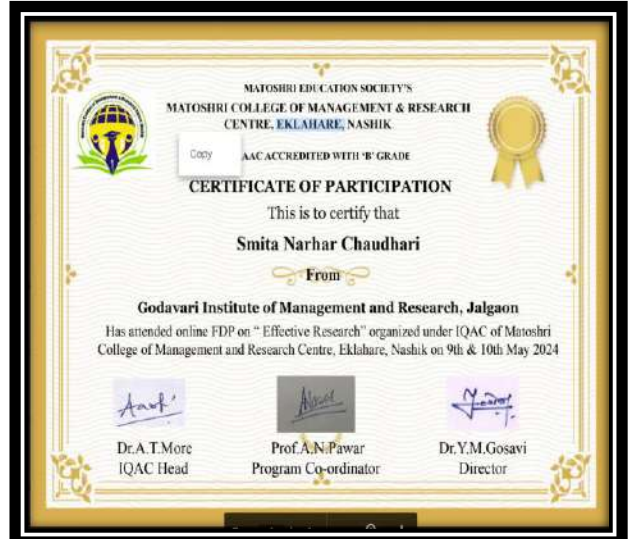 MATOSHRI EDUCATION SOCIETY'S
MATOSHRI COLLEGE OF MANAGEMENT & RESEARCH
CENTRE, EKLAHARE, NASHIK
Copy
AAC ACCREDITED WITH 'B' GRADE
CERTIFICATE OF PARTICIPATION
This is to certify that
Smita Narhar Chaudhari
From
Godavari Institute of Management and Research, Jalgaon
Has attended online FDP on “ Effective Research” organized under IQAC of Matoshri
College of Management and Research Centre, Eklahare, Nashik on 9th & 10th May 2024
Dr.A.T.More
Prof.A.N.Pawar
Dr.Y.M.Gosavi
IQAC Head
Program Co-ordinator
Director